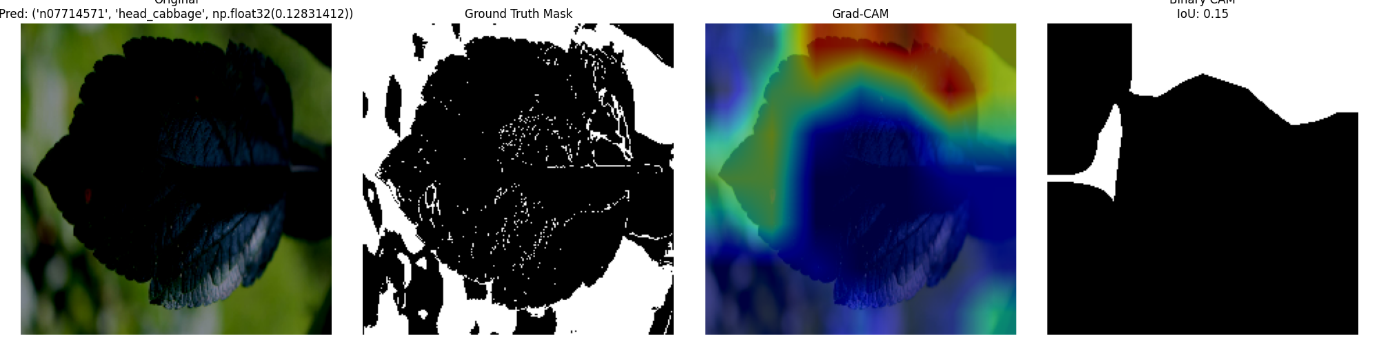 Original
Pred: ('n07714571', 'head_cabbage', np.float32(0.12831412))
Ground Truth Mask
Grad-CAM
Binary CAM
IoU: 0.15